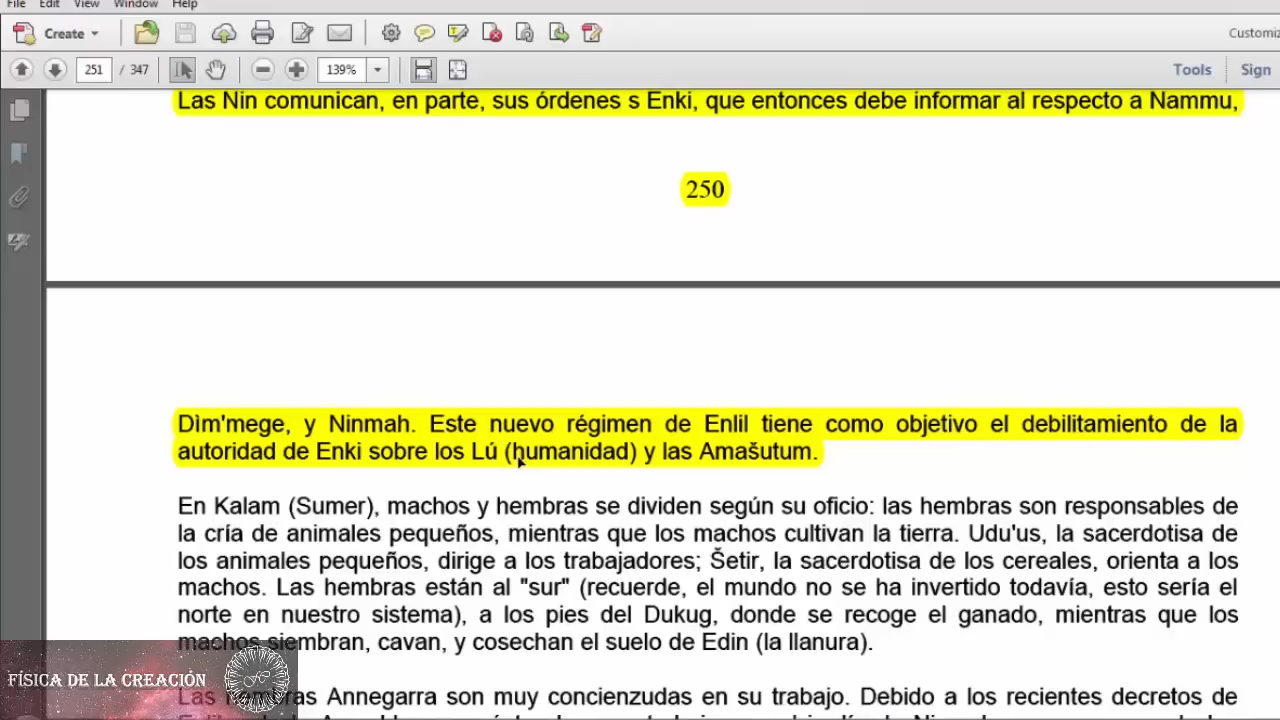 File Edit View Window Help
Create
Customiz
251 / 347
139%
Tools Sign
Las Nin comunican, en parte, sus órdenes s Enki, que entonces debe informar al respecto a Nammu,
250
Dìm'mege, y Ninmah. Este nuevo régimen de Enlil tiene como objetivo el debilitamiento de la
autoridad de Enki sobre los Lú (humanidad) y las Amašutum.
En Kalam (Sumer), machos y hembras se dividen según su oficio: las hembras son responsables de
la cría de animales pequeños, mientras que los machos cultivan la tierra. Udu'us, la sacerdotisa de
los animales pequeños, dirige a los trabajadores; Šetir, la sacerdotisa de los cereales, orienta a los
machos. Las hembras están al "sur" (recuerde, el mundo no se ha invertido todavía, esto sería el
norte en nuestro sistema), a los pies del Dukug, donde se recoge el ganado, mientras que los
machos siembran, cavan, y cosechan el suelo de Edin (la llanura).
FÍSICA DE LA CREACIÓN
Las hembras Annegarra son muy concienzudas en su trabajo. Debido a los recientes decretos de